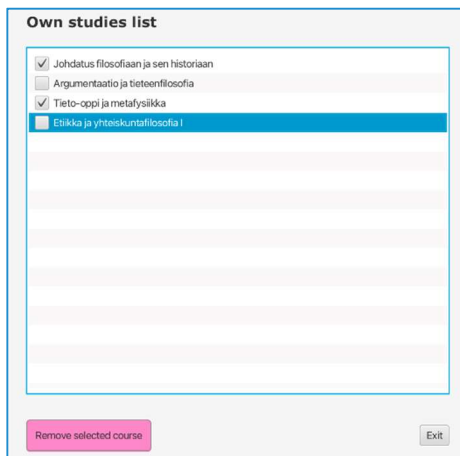 Own studies list
Johdatus filosofiaan ja sen historiaan
Argumentaatio ja tieteenfilosofia
Tieto-oppi ja metafysiikka
Etiikka ja yhteiskuntafilosofia I
Remove selected course
Exit